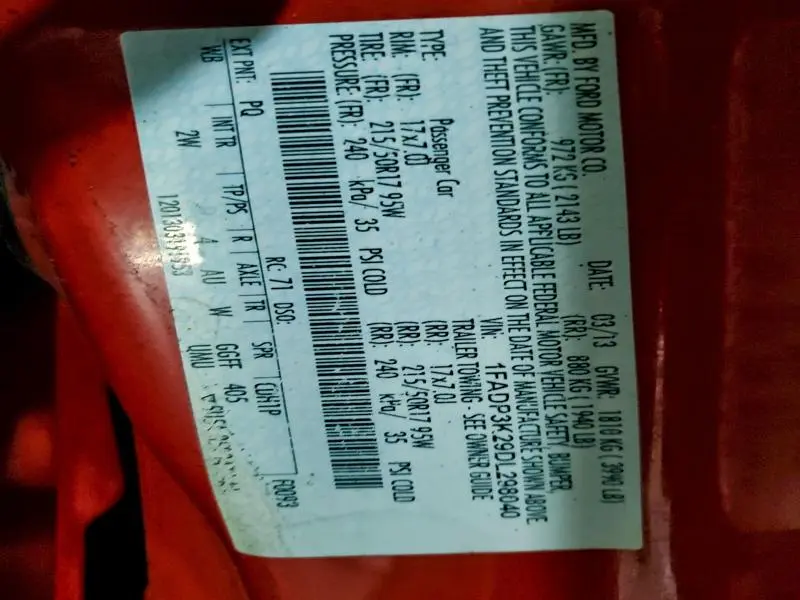 MFD. BY FORD MOTOR CO. DATE: 03/13 GVWR: 1810 KG ( 3990 LB)
GAWR: (FR): 972 KG ( 2143 LB) (RR): 880 KG ( 1940 LB)
THIS VEHICLE CONFORMS TO ALL APPLICABLE FEDERAL MOTOR VEHICLE SAFETY, BUMPER,
AND THEFT PREVENTION STANDARDS IN EFFECT ON THE DATE OF MANUFACTURE SHOWN ABOVE
VIN: 1FADP3K29DL298040
TYPE: Passenger Car TRAILER TOWING - SEE OWNER GUIDE
RIM: (FR): 17x7.0J (RR): 17x7.0J
TIRE: (FR): 215/50R17 95W (RR): 215/50R17 95W
PRESSURE: (FR): 240 kPa/ 35 PSI COLD (RR): 240 kPa/ 35 PSI COLD
F0093
EXT PNT: PQ RC: 71 DSO:
WB INT TR TP/PS R AXLE TR SPR
2W 4 AU W GGFF 405
UMU